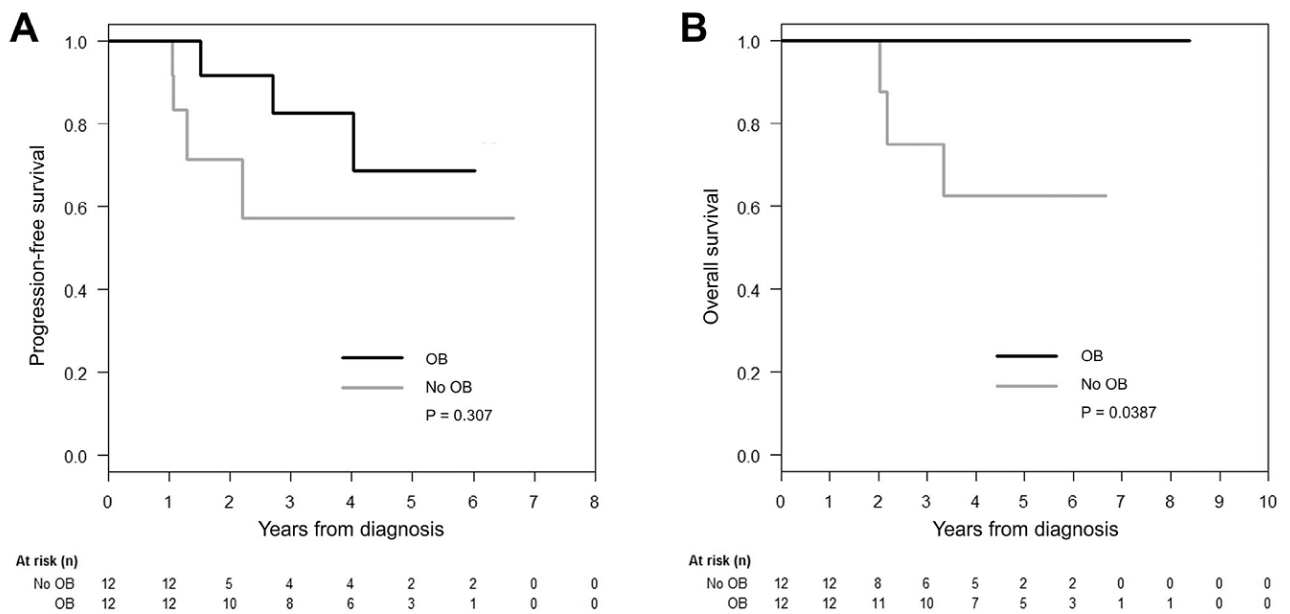 A
1.0
0.8
0.6
0.4
0.2
0.0
Progression-free survival
OB
No OB
P = 0.307
0 1 2 3 4 5 6 7 8
Years from diagnosis
At risk (n)
No OB 12 12 5 4 4 2 2 0 0
OB 12 12 10 8 6 3 1 0 0
B
1.0
0.8
0.6
0.4
0.2
0.0
Overall survival
OB
No OB
P = 0.0387
0 1 2 3 4 5 6 7 8 9 10
Years from diagnosis
At risk (n)
No OB 12 12 8 6 5 2 2 0 0 0 0
OB 12 12 11 10 7 5 3 1 1 0 0